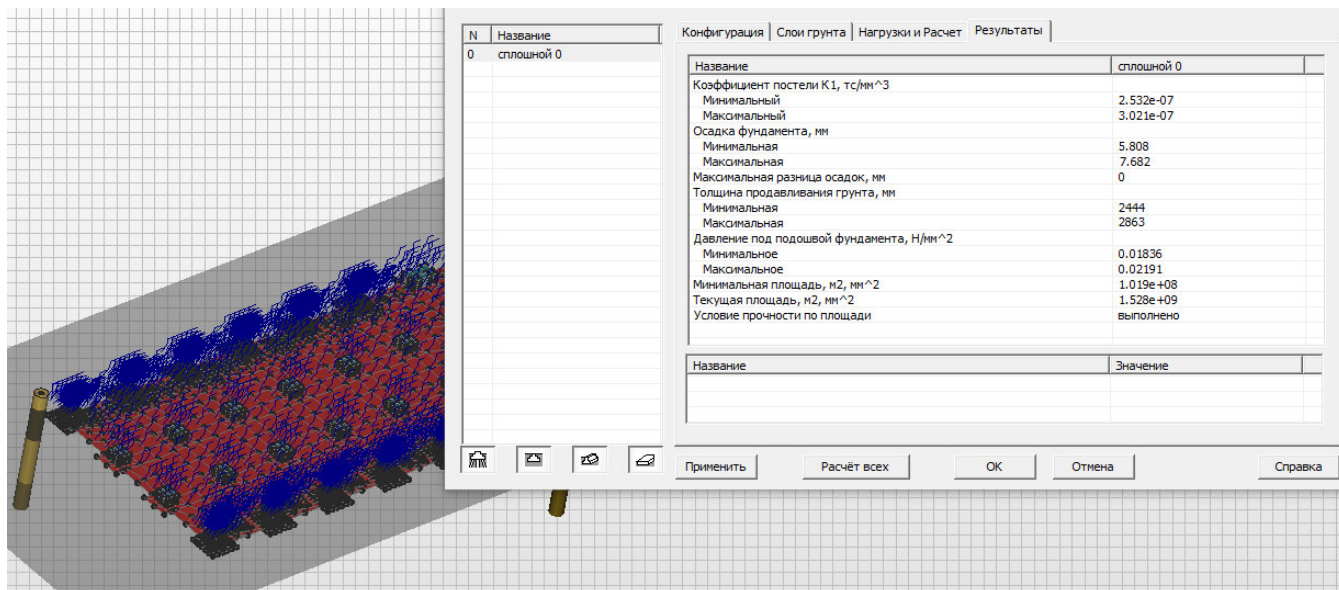 N Название
0 сплошной 0
Конфигурация Слои грунта Нагрузки и Расчет Результаты
Название сплошной 0
Коэффициент постели K1, тс/мм^3
Минимальный 2.532e-07
Максимальный 3.021e-07
Осадка фундамента, мм
Минимальная 5.808
Максимальная 7.682
Максимальная разница осадок, мм 0
Толщина продавливания грунта, мм
Минимальная 2444
Максимальная 2863
Давление под подошвой фундамента, Н/мм^2
Минимальное 0.01836
Максимальное 0.02191
Минимальная площадь, м2, мм^2 1.019e+08
Текущая площадь, м2, мм^2 1.528e+09
Условие прочности по площади выполнено
Название Значение
Применить Расчёт всех ОК Отмена Справка